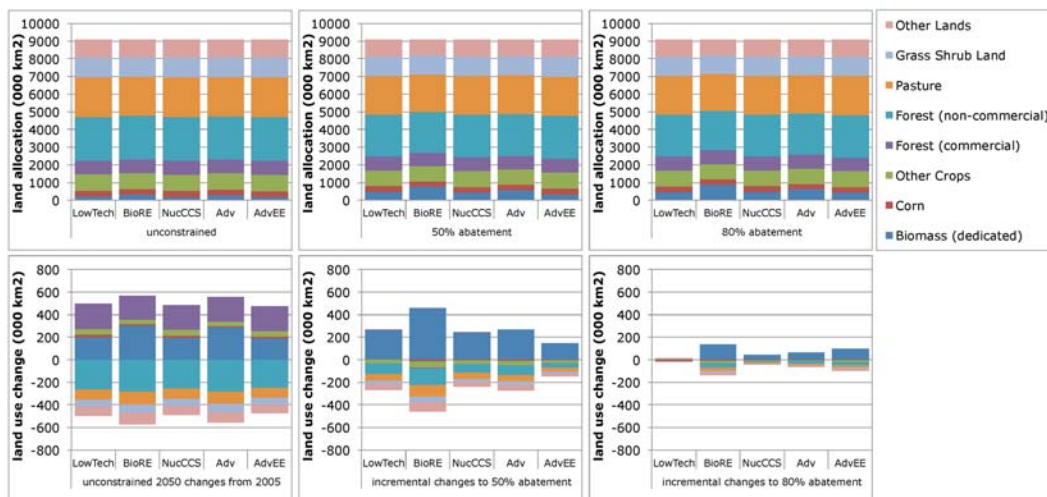 land allocation (000 km2)
10000
9000
8000
7000
6000
5000
4000
3000
2000
1000
0
LowTech BioRE NucCCS Adv AdvEE
unconstrained
land allocation (000 km2)
10000
9000
8000
7000
6000
5000
4000
3000
2000
1000
0
LowTech BioRE NucCCS Adv AdvEE
50% abatement
land allocation (000 km2)
10000
9000
8000
7000
6000
5000
4000
3000
2000
1000
0
LowTech BioRE NucCCS Adv AdvEE
80% abatement
Other Lands
Grass Shrub Land
Pasture
Forest (non-commercial)
Forest (commercial)
Other Crops
Corn
Biomass (dedicated)
land use change (000 km2)
800
600
400
200
0
-200
-400
-600
-800
LowTech BioRE NucCCS Adv AdvEE
unconstrained 2050 changes from 2005
land use change (000 km2)
800
600
400
200
0
-200
-400
-600
-800
LowTech BioRE NucCCS Adv AdvEE
incremental changes to 50% abatement
land use change (000 km2)
800
600
400
200
0
-200
-400
-600
-800
LowTech BioRE NucCCS Adv AdvEE
incremental changes to 80% abatement